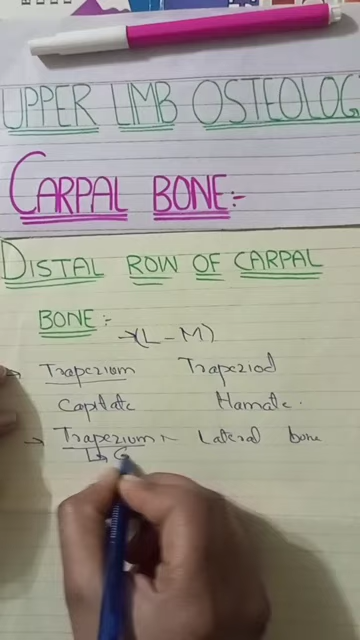 UPPER LIMB OSTEOLOG
CARPAL BONE:-
DISTAL ROW OF CARPAL
BONE:-
(L-M)
Trapezium Trapeziod
Capitate Hamate.
→ Trapezium Lateral bone